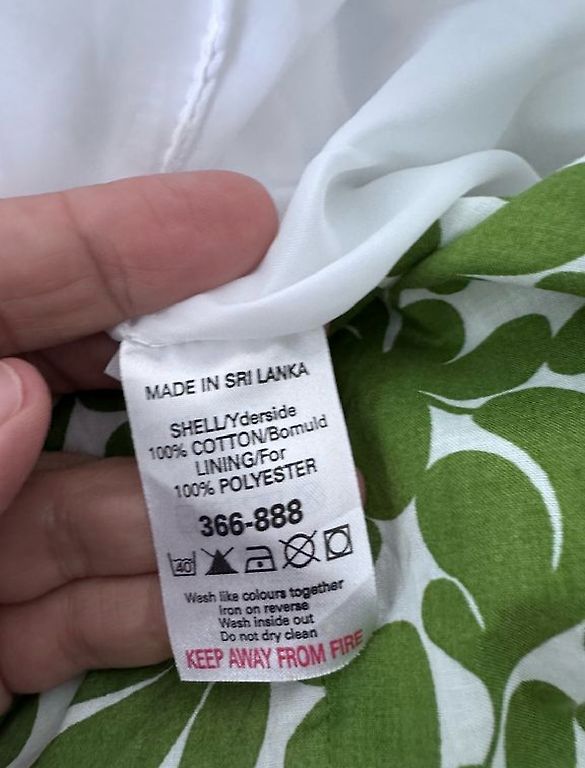 MADE IN SRI LANKA
SHELL/Yderside
100% COTTON/Bomuld
LINING/For
100% POLYESTER
366-888
40°
Wash like colours together
Iron on reverse
Wash inside out
Do not dry clean
KEEP AWAY FROM FIRE